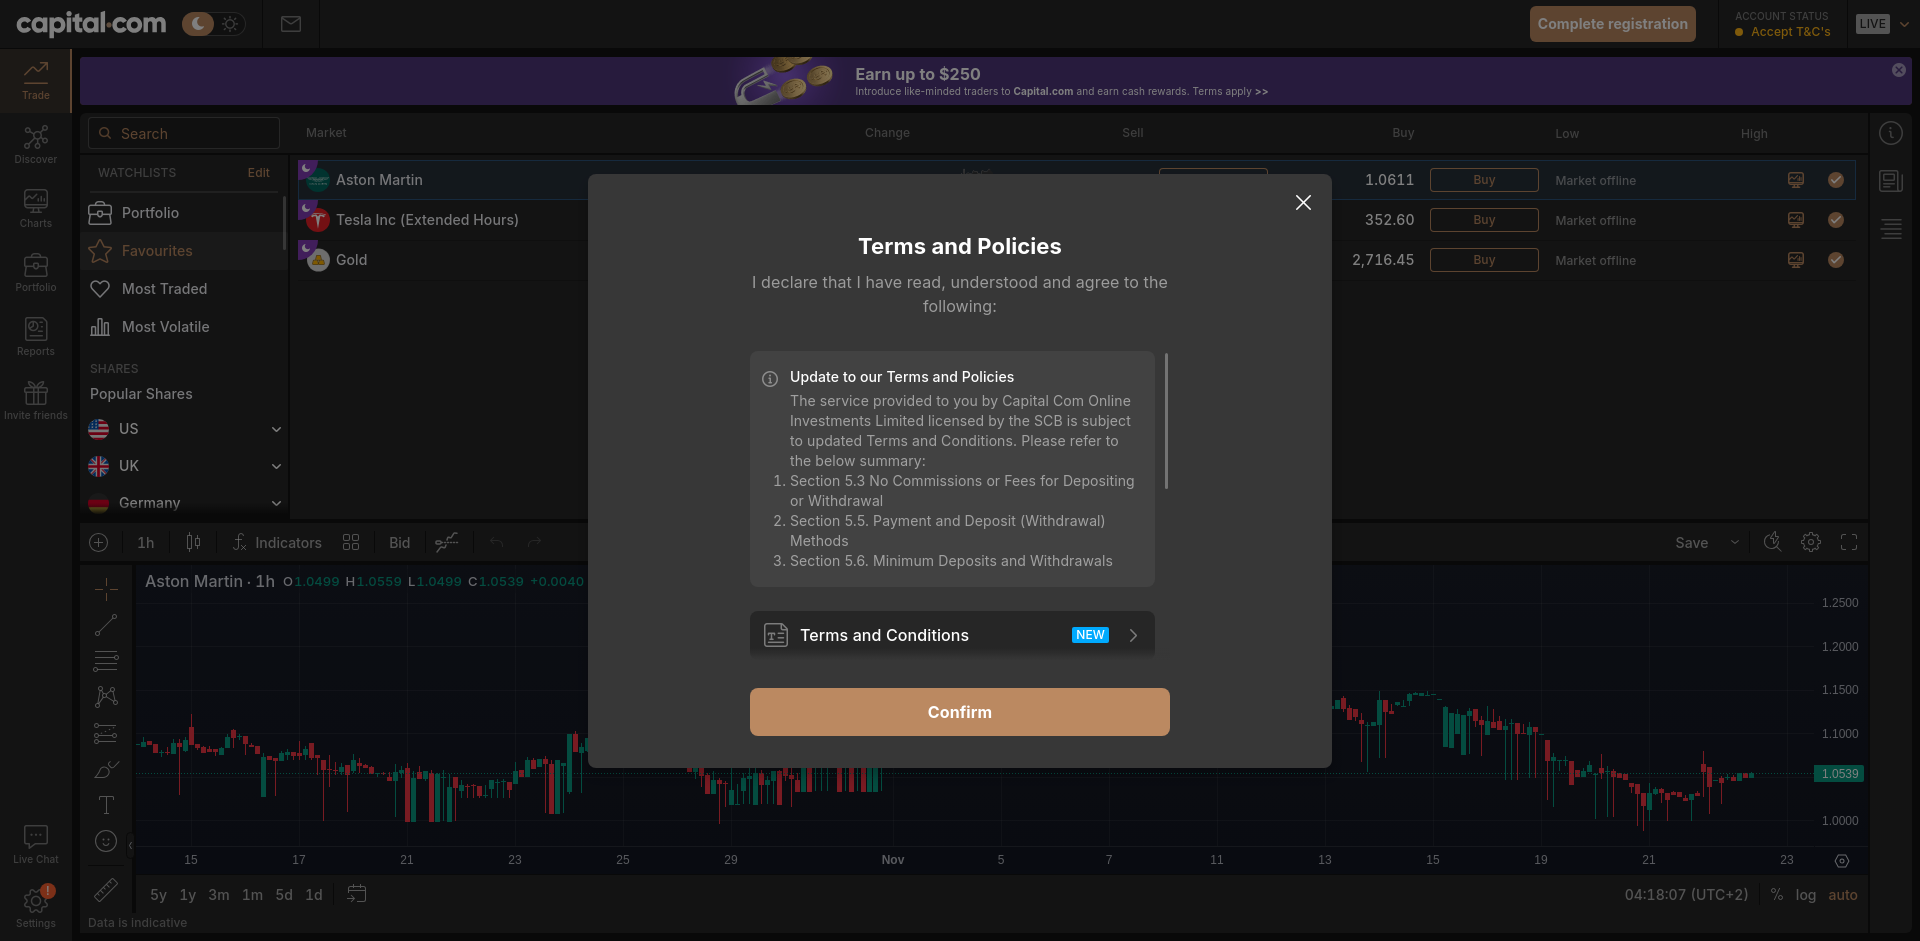 capital.com
Complete registration
ACCOUNT STATUS
Accept T&C's
LIVE
Trade
Discover
Charts
Portfolio
Reports
Invite friends
Live Chat
Settings
Earn up to $250
Introduce like-minded traders to Capital.com and earn cash rewards. Terms apply >>
Search
Market
Change
Sell
Buy
Low
High
WATCHLISTS
Edit
Portfolio
Favourites
Most Traded
Most Volatile
SHARES
Popular Shares
US
UK
Germany
Aston Martin
1.0611
Buy
Market offline
Tesla Inc (Extended Hours)
352.60
Buy
Market offline
Gold
2,716.45
Buy
Market offline
Terms and Policies
I declare that I have read, understood and agree to the
following:
Update to our Terms and Policies
The service provided to you by Capital Com Online
Investments Limited licensed by the SCB is subject
to updated Terms and Conditions. Please refer to
the below summary:
1. Section 5.3 No Commissions or Fees for Depositing
or Withdrawal
2. Section 5.5. Payment and Deposit (Withdrawal)
Methods
3. Section 5.6. Minimum Deposits and Withdrawals
Terms and Conditions
NEW
Confirm
1h
Indicators
Bid
Save
Aston Martin · 1h O1.0499 H1.0559 L1.0499 C1.0539 +0.0040
1.2500
1.2000
1.1500
1.1000
1.0539
1.0000
15 17 21 23 25 29 Nov 5 7 11 13 15 19 21 23
5y 1y 3m 1m 5d 1d
04:18:07 (UTC+2) % log auto
Data is indicative